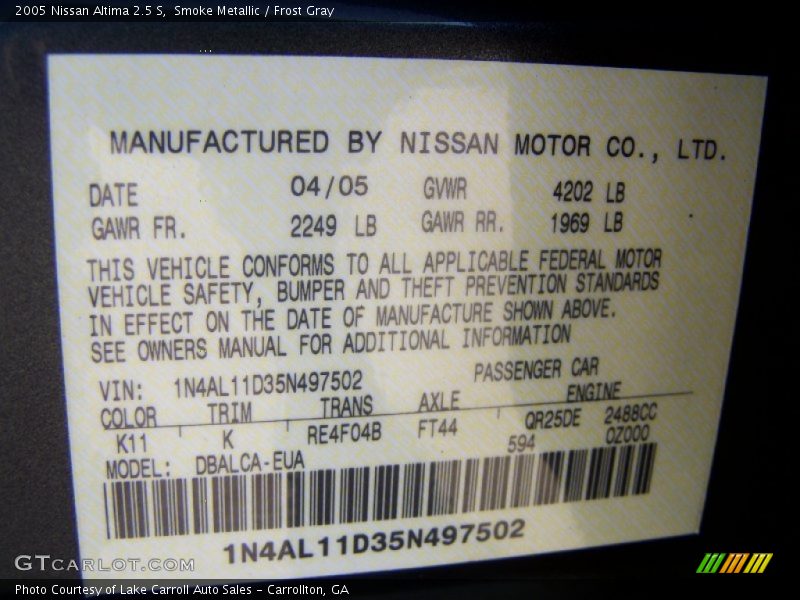 2005 Nissan Altima 2.5 S, Smoke Metallic / Frost Gray
MANUFACTURED BY NISSAN MOTOR CO., LTD.
DATE 04/05 GVWR 4202 LB
GAWR FR. 2249 LB GAWR RR. 1969 LB
THIS VEHICLE CONFORMS TO ALL APPLICABLE FEDERAL MOTOR
VEHICLE SAFETY, BUMPER AND THEFT PREVENTION STANDARDS
IN EFFECT ON THE DATE OF MANUFACTURE SHOWN ABOVE.
SEE OWNERS MANUAL FOR ADDITIONAL INFORMATION
VIN: 1N4AL11D35N497502 PASSENGER CAR
COLOR TRIM TRANS AXLE ENGINE
K11 K RE4F04B FT44 QR25DE 2488CC
594 0Z000
MODEL: DBALCA-EUA
1N4AL11D35N497502
GTCARLOT.COM
Photo Courtesy of Lake Carroll Auto Sales - Carrollton, GA